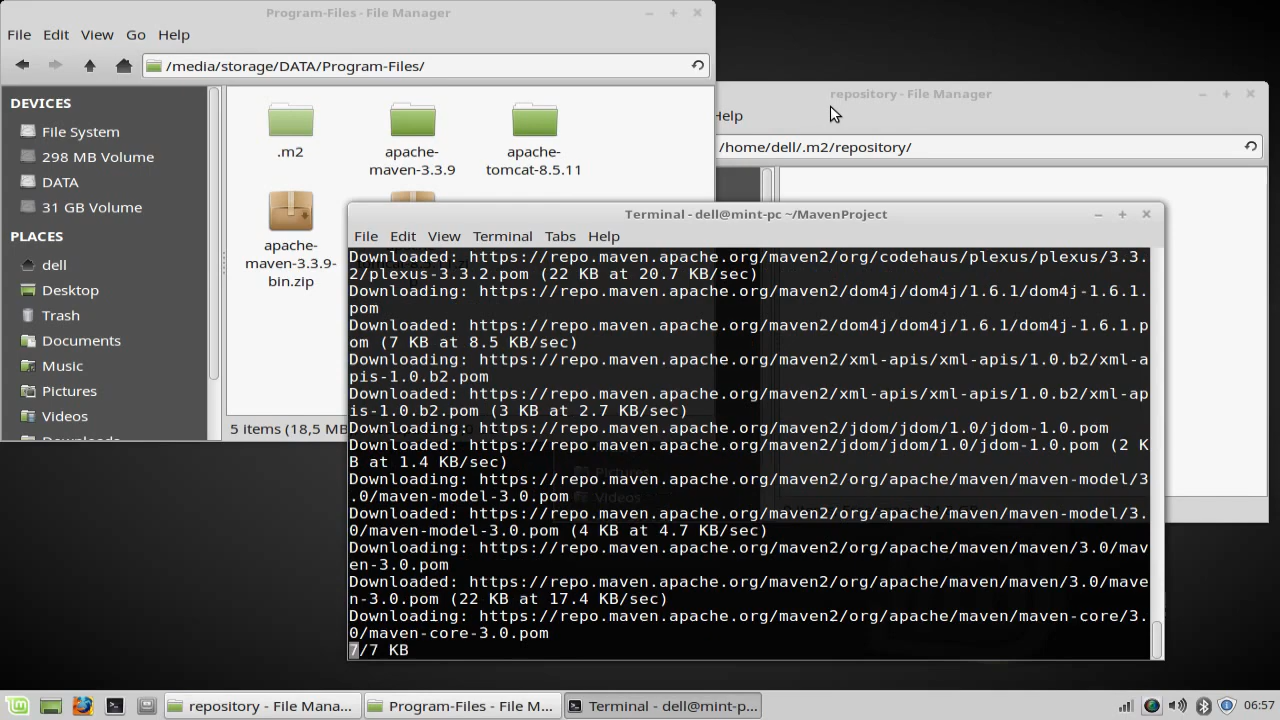 Program-Files - File Manager
File Edit View Go Help
/media/storage/DATA/Program-Files/
DEVICES
File System
298 MB Volume
DATA
31 GB Volume
PLACES
dell
Desktop
Trash
Documents
Music
Pictures
Videos
.m2
apache-
maven-3.3.9
apache-
tomcat-8.5.11
apache-
maven-3.3.9-
bin.zip
5 items (18,5 MB
repository - File Manager
Help
/home/dell/.m2/repository/
Terminal - dell@mint-pc ~/MavenProject
File Edit View Terminal Tabs Help
Downloaded: https://repo.maven.apache.org/maven2/org/codehaus/plexus/plexus/3.3.
2/plexus-3.3.2.pom (22 KB at 20.7 KB/sec)
Downloading: https://repo.maven.apache.org/maven2/dom4j/dom4j/1.6.1/dom4j-1.6.1.
pom
Downloaded: https://repo.maven.apache.org/maven2/dom4j/dom4j/1.6.1/dom4j-1.6.1.p
om (7 KB at 8.5 KB/sec)
Downloading: https://repo.maven.apache.org/maven2/xml-apis/xml-apis/1.0.b2/xml-a
pis-1.0.b2.pom
Downloaded: https://repo.maven.apache.org/maven2/xml-apis/xml-apis/1.0.b2/xml-ap
is-1.0.b2.pom (3 KB at 2.7 KB/sec)
Downloading: https://repo.maven.apache.org/maven2/jdom/jdom/1.0/jdom-1.0.pom
Downloaded: https://repo.maven.apache.org/maven2/jdom/jdom/1.0/jdom-1.0.pom (2 K
B at 1.4 KB/sec)
Downloading: https://repo.maven.apache.org/maven2/org/apache/maven/maven-model/3
.0/maven-model-3.0.pom
Downloaded: https://repo.maven.apache.org/maven2/org/apache/maven/maven-model/3.
0/maven-model-3.0.pom (4 KB at 4.7 KB/sec)
Downloading: https://repo.maven.apache.org/maven2/org/apache/maven/maven/3.0/mav
en-3.0.pom
Downloaded: https://repo.maven.apache.org/maven2/org/apache/maven/maven/3.0/mave
n-3.0.pom (22 KB at 17.4 KB/sec)
Downloading: https://repo.maven.apache.org/maven2/org/apache/maven/maven-core/3.
0/maven-core-3.0.pom
7/7 KB
Pictures
Videos
repository - File Mana...
Program-Files - File M...
Terminal - dell@mint-p...
06:57